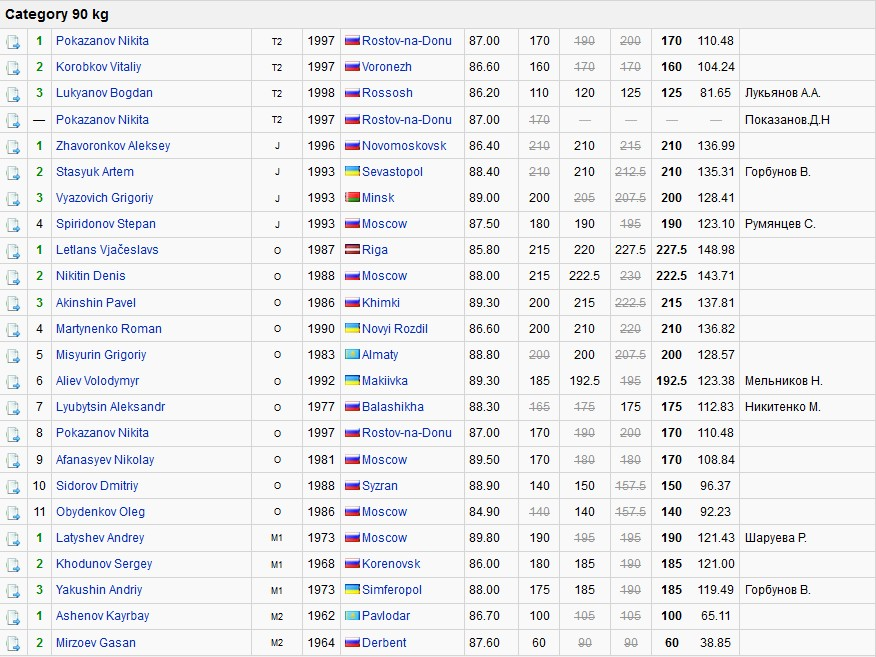 Category 90 kg
1 Pokazanov Nikita T2 1997 Rostov-na-Donu 87.00 170 190 200 170 110.48
2 Korobkov Vitaliy T2 1997 Voronezh 86.60 160 170 170 160 104.24
3 Lukyanov Bogdan T2 1998 Rossosh 86.20 110 120 125 125 81.65 Лукьянов А.А.
— Pokazanov Nikita T2 1997 Rostov-na-Donu 87.00 170 — — — — Показанов.Д.Н
1 Zhavoronkov Aleksey J 1996 Novomoskovsk 86.40 210 210 215 210 136.99
2 Stasyuk Artem J 1993 Sevastopol 88.40 210 210 212.5 210 135.31 Горбунов В.
3 Vyazovich Grigoriy J 1993 Minsk 89.00 200 205 207.5 200 128.41
4 Spiridonov Stepan J 1993 Moscow 87.50 180 190 195 190 123.10 Румянцев С.
1 Letlans Vjačeslavs O 1987 Riga 85.80 215 220 227.5 227.5 148.98
2 Nikitin Denis O 1988 Moscow 88.00 215 222.5 230 222.5 143.71
3 Akinshin Pavel O 1986 Khimki 89.30 200 215 222.5 215 137.81
4 Martynenko Roman O 1990 Novyi Rozdil 86.60 200 210 220 210 136.82
5 Misyurin Grigoriy O 1983 Almaty 88.80 200 200 207.5 200 128.57
6 Aliev Volodymyr O 1992 Makiivka 89.30 185 192.5 195 192.5 123.38 Мельников Н.
7 Lyubytsin Aleksandr O 1977 Balashikha 88.30 165 175 175 175 112.83 Никитенко М.
8 Pokazanov Nikita O 1997 Rostov-na-Donu 87.00 170 190 200 170 110.48
9 Afanasyev Nikolay O 1981 Moscow 89.50 170 180 180 170 108.84
10 Sidorov Dmitriy O 1988 Syzran 88.90 140 150 157.5 150 96.37
11 Obydenkov Oleg O 1986 Moscow 84.90 140 140 157.5 140 92.23
1 Latyshev Andrey M1 1973 Moscow 89.80 190 195 195 190 121.43 Шаруева Р.
2 Khodunov Sergey M1 1968 Korenovsk 86.00 180 185 190 185 121.00
3 Yakushin Andriy M1 1973 Simferopol 88.00 175 185 190 185 119.49 Горбунов В.
1 Ashenov Kayrbay M2 1962 Pavlodar 86.70 100 105 105 100 65.11
2 Mirzoev Gasan M2 1964 Derbent 87.60 60 90 90 60 38.85